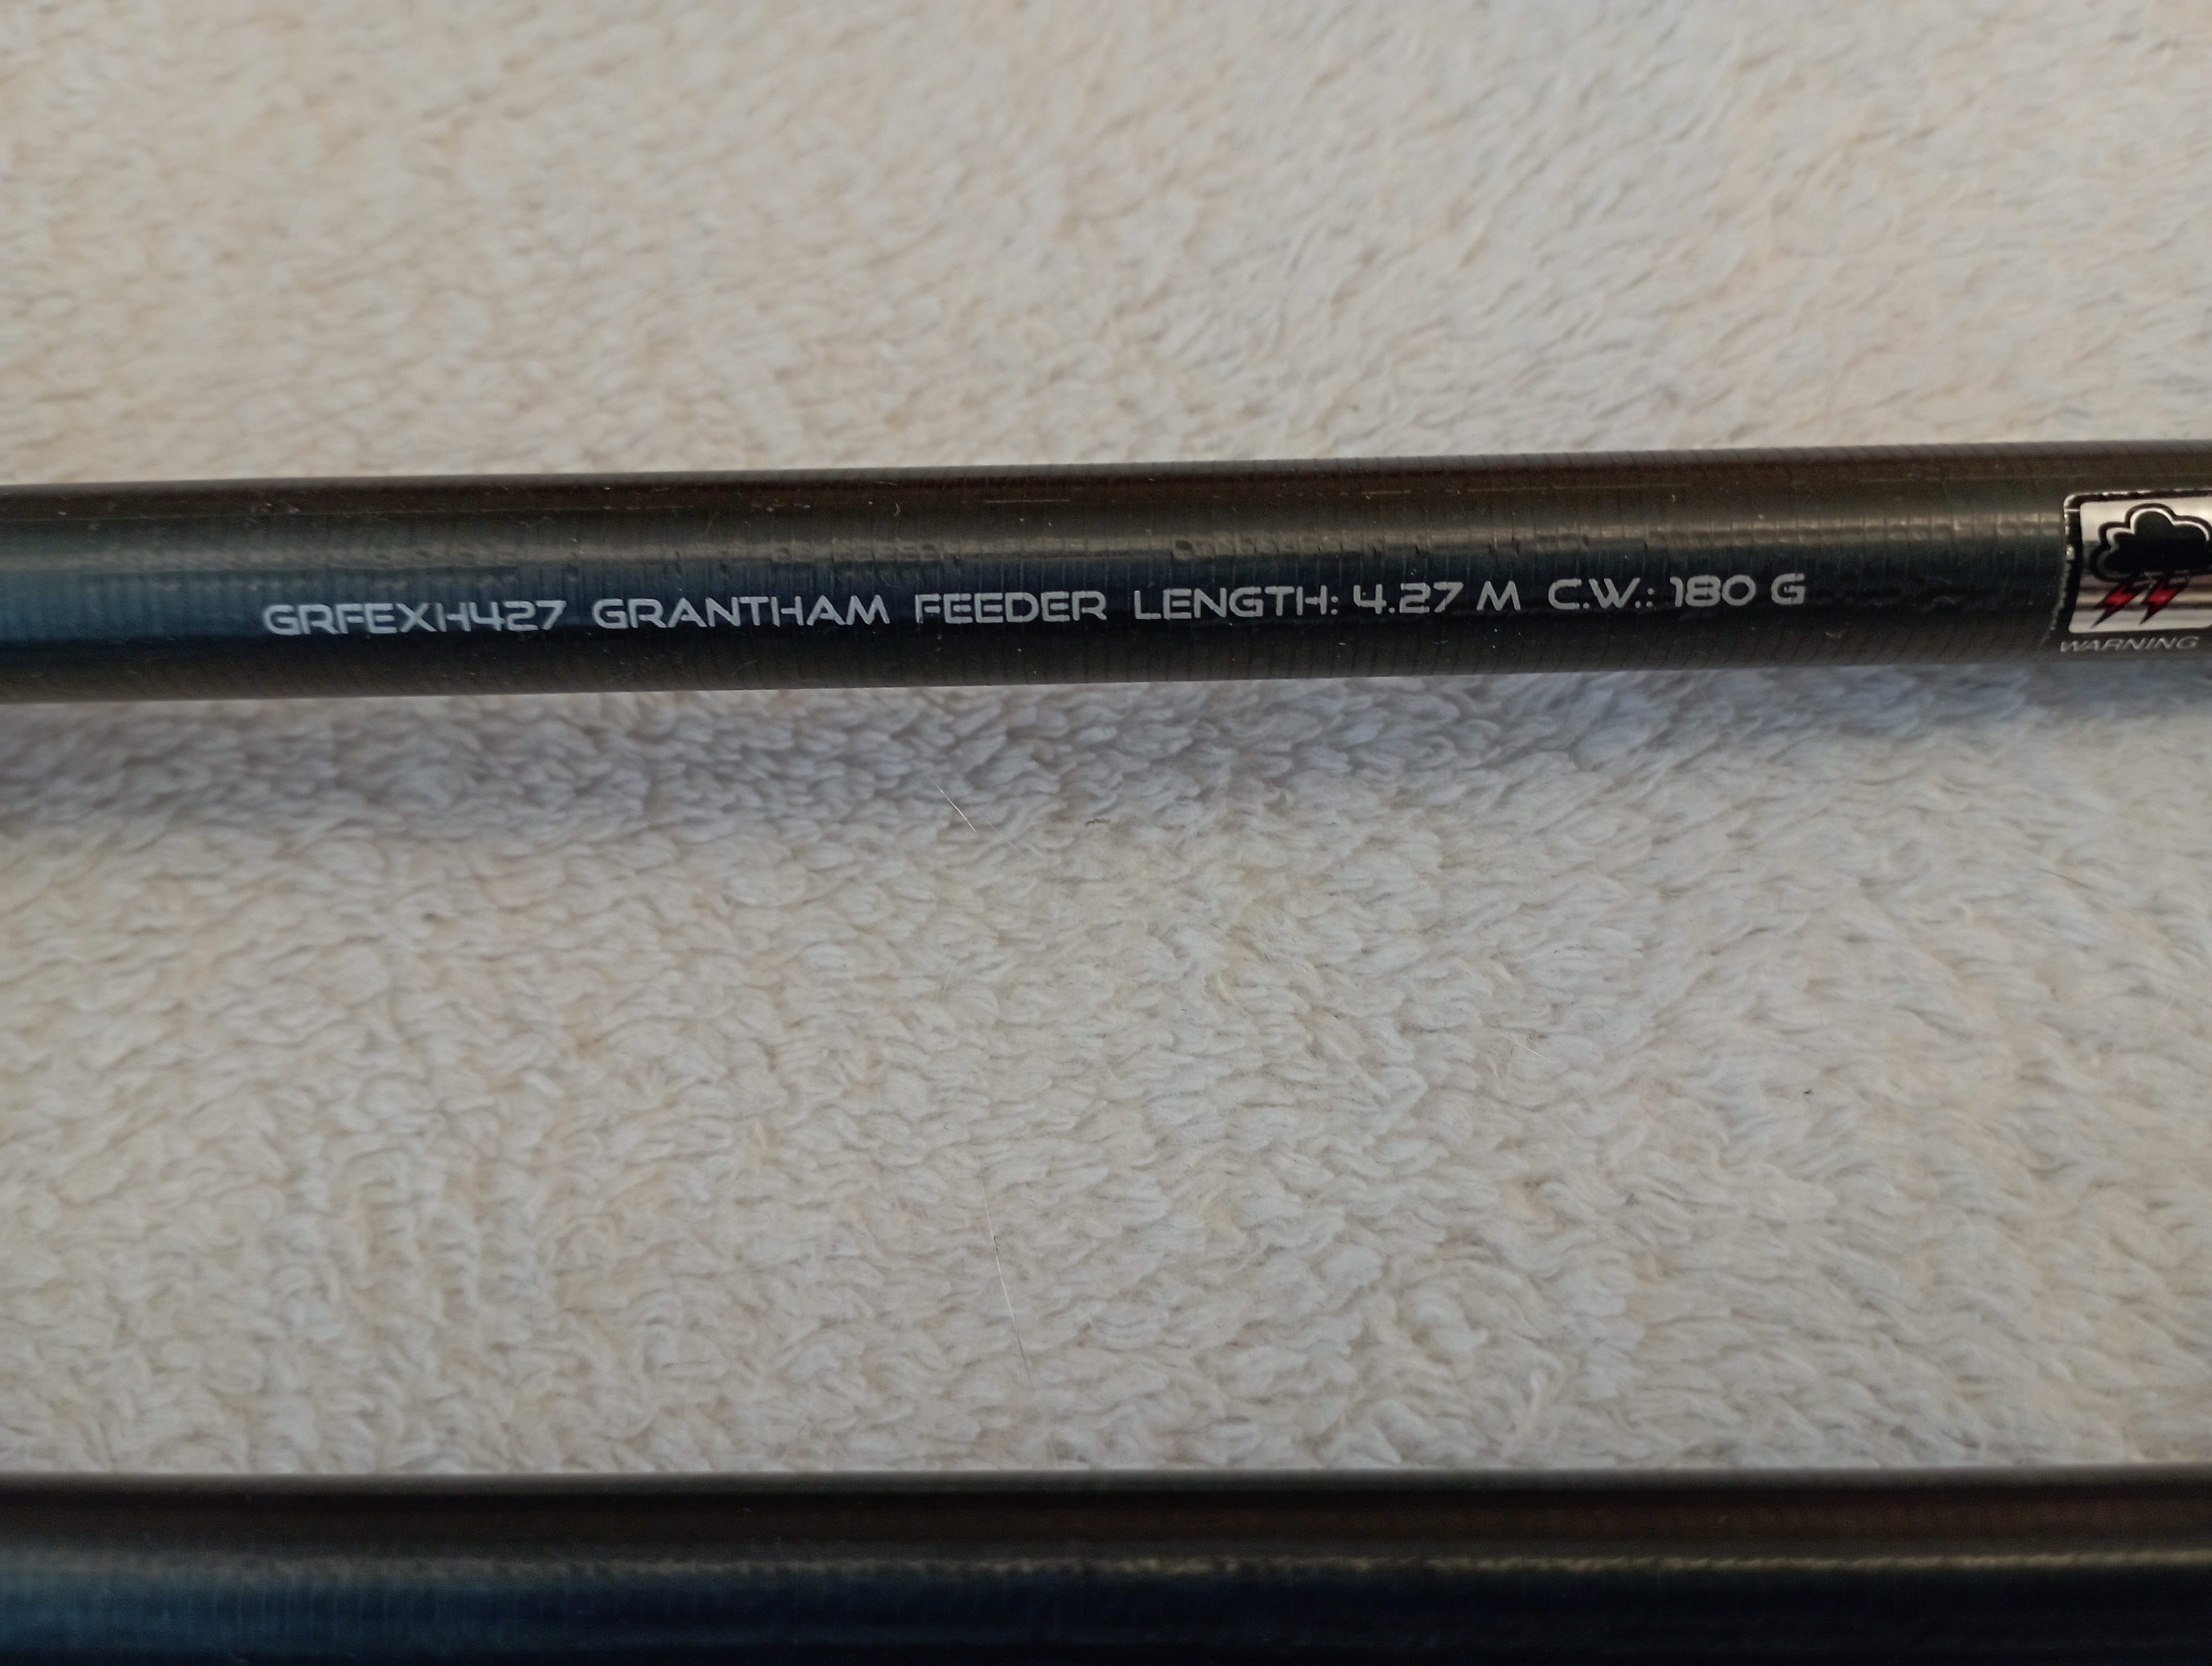 GRFEXH427 GRANTHAM FEEDER LENGTH: 4.27 M C.W.: 180 G
WARNING